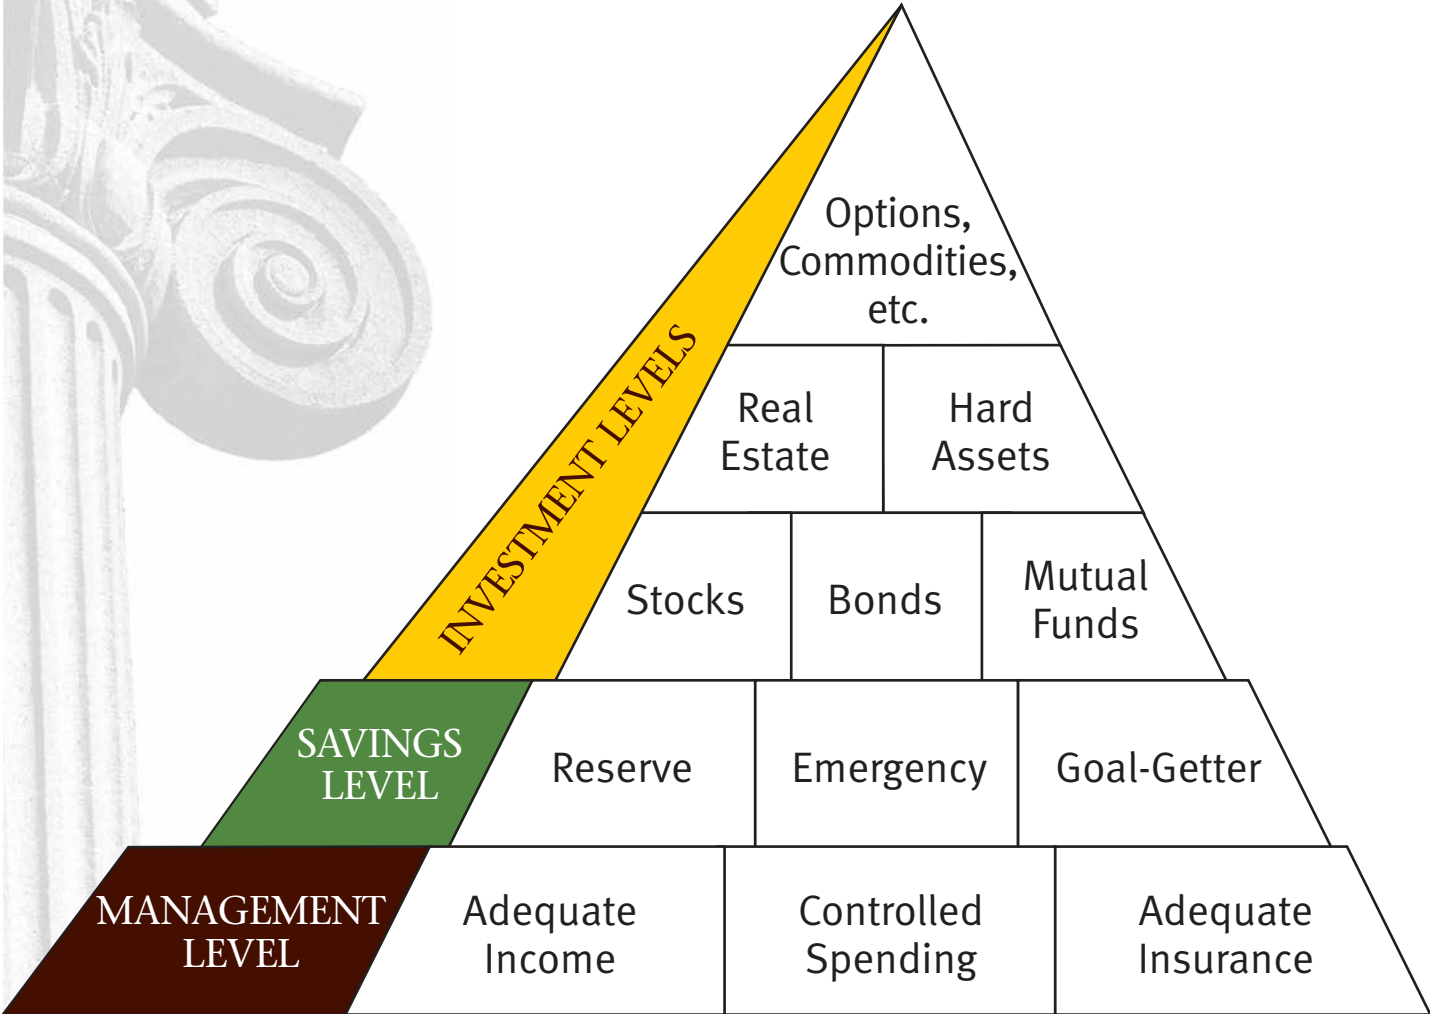 Options,
Commodities,
etc.
INVESTMENT LEVELS
Real
Estate
Hard
Assets
Stocks
Bonds
Mutual
Funds
SAVINGS
LEVEL
Reserve
Emergency
Goal-Getter
MANAGEMENT
LEVEL
Adequate
Income
Controlled
Spending
Adequate
Insurance